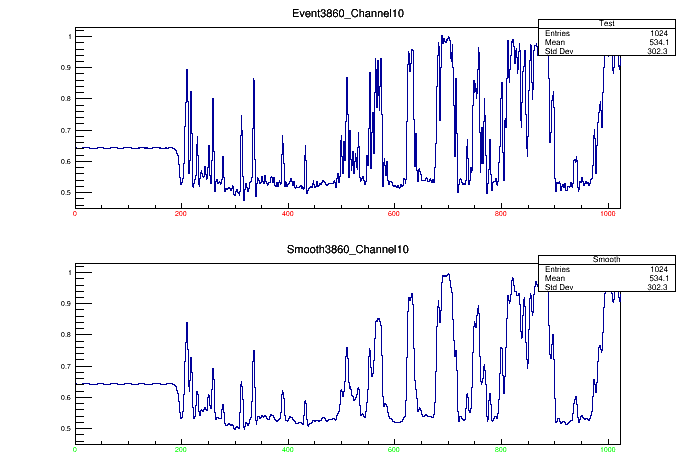 Event3860_Channel10
Test
Entries 1024
Mean 534.1
Std Dev 302.3
1
0.9
0.8
0.7
0.6
0.5
0 200 400 600 800 1000
Smooth3860_Channel10
Smooth
Entries 1024
Mean 534.1
Std Dev 302.3
1
0.9
0.8
0.7
0.6
0.5
0 200 400 600 800 1000